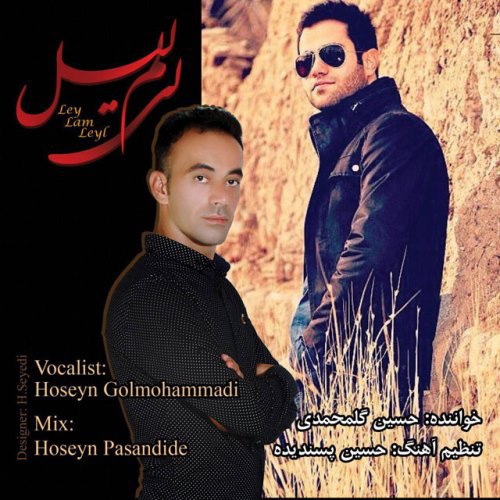 لی لم لیل
Ley
Lam
Leyl
Vocalist:
Hoseyn Golmohammadi
Mix:
Hoseyn Pasandide
Designer: H.Seyedi
خواننده: حسین گلمحمدی
تنظیم آهنگ: حسین پسندیده